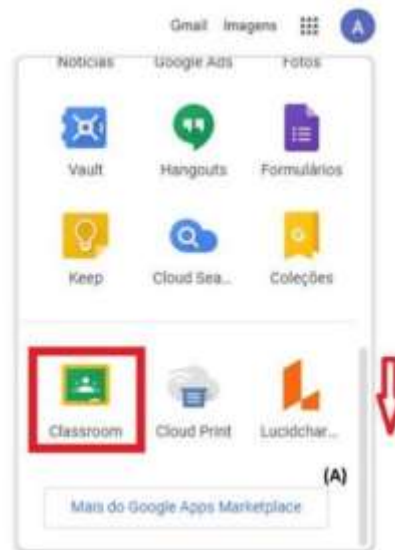 Gmail Imagens A
Notícias Google Ads Fotos
Vault Hangouts Formulários
Keep Cloud Sea... Coleções
Classroom Cloud Print Lucidchar...
(A)
Mais do Google Apps Marketplace